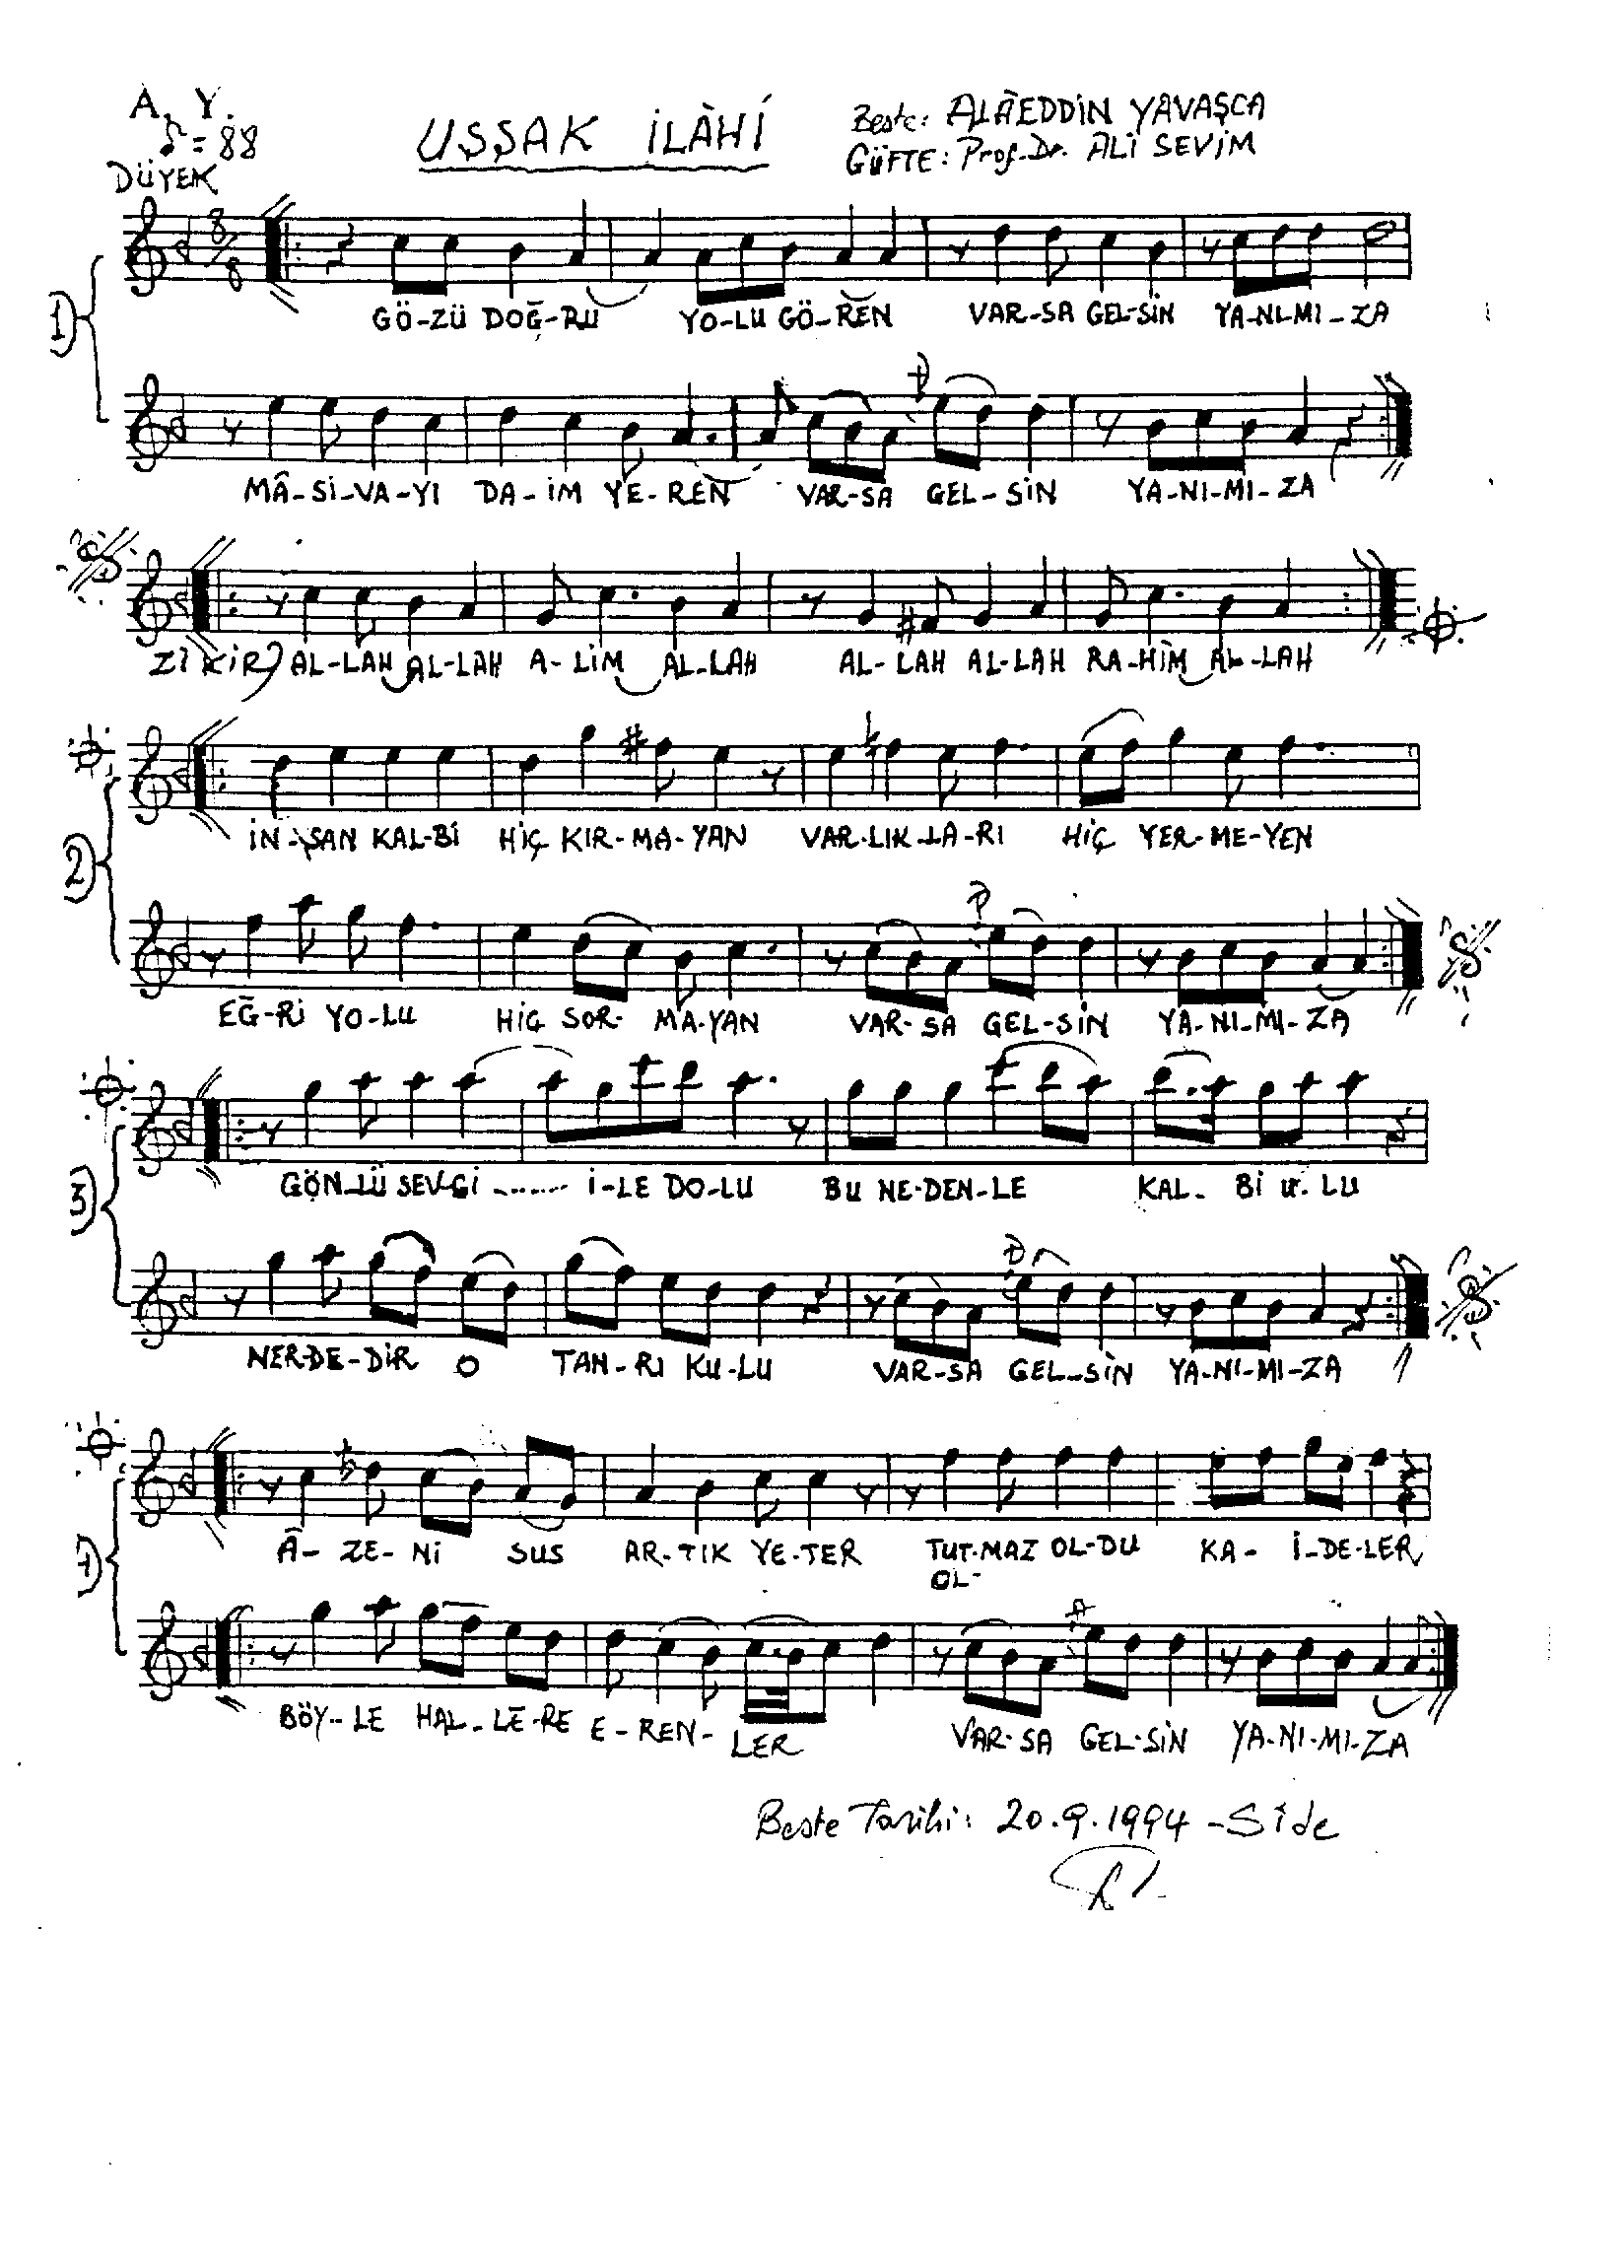 A. Y.
♪ = 88
DÜYEK
UŞŞAK İLÂHİ
Beste: ALÂEDDİN YAVAŞCA
GÜFTE: Prof. Dr. ALİ SEVİM
1)
GÖ-ZÜ DOĞ-RU YO-LU GÖ-REN VAR-SA GEL-SİN YA-NI-MI-ZA
MÂ-Sİ-VA-YI DA-İM YE-REN VAR-SA GEL-SİN YA-NI-MI-ZA
ZİKİR) AL-LAH AL-LAH A-LİM AL-LAH AL-LAH AL-LAH RA-HİM AL-LAH
2)
İN-SAN KAL-Bİ HİÇ KIR-MA-YAN VAR-LIK-LA-RI HİÇ YER-ME-YEN
EĞ-Rİ YO-LU HİÇ SOR-MA-YAN VAR-SA GEL-SİN YA-NI-MI-ZA
3)
GÖN-LÜ SEV-Gİ ........ İ-LE DO-LU BU NE-DEN-LE KAL-Bİ U-LU
NER-DE-DİR O TAN-RI KU-LU VAR-SA GEL-SİN YA-NI-MI-ZA
Â-ZE-Nİ SUS AR-TIK YE-TER TUT-MAZ OL-DU KA-İ-DE-LER
OL-
BÖY-LE HAL-LE-RE E-REN-LER VAR-SA GEL-SİN YA-NI-MI-ZA
Beste Tarihi: 20.9.1994 - Side